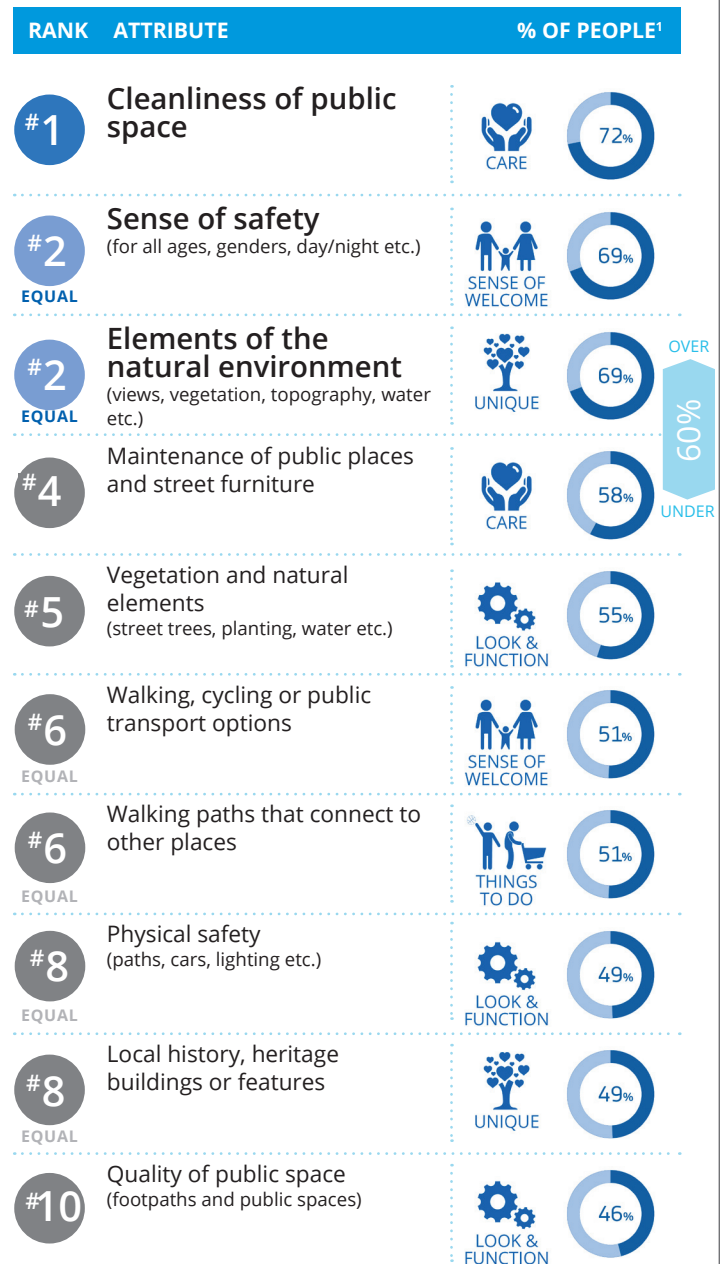 RANK ATTRIBUTE % OF PEOPLE¹
#1
Cleanliness of public
space
CARE
72%
#2
EQUAL
Sense of safety
(for all ages, genders, day/night etc.)
SENSE OF
WELCOME
69%
#2
EQUAL
Elements of the
natural environment
(views, vegetation, topography, water
etc.)
UNIQUE
69%
OVER
60%
UNDER
#4
Maintenance of public places
and street furniture
CARE
58%
#5
Vegetation and natural
elements
(street trees, planting, water etc.)
LOOK &
FUNCTION
55%
#6
EQUAL
Walking, cycling or public
transport options
SENSE OF
WELCOME
51%
#6
EQUAL
Walking paths that connect to
other places
THINGS
TO DO
51%
#8
EQUAL
Physical safety
(paths, cars, lighting etc.)
LOOK &
FUNCTION
49%
#8
EQUAL
Local history, heritage
buildings or features
UNIQUE
49%
#10
Quality of public space
(footpaths and public spaces)
LOOK &
FUNCTION
46%